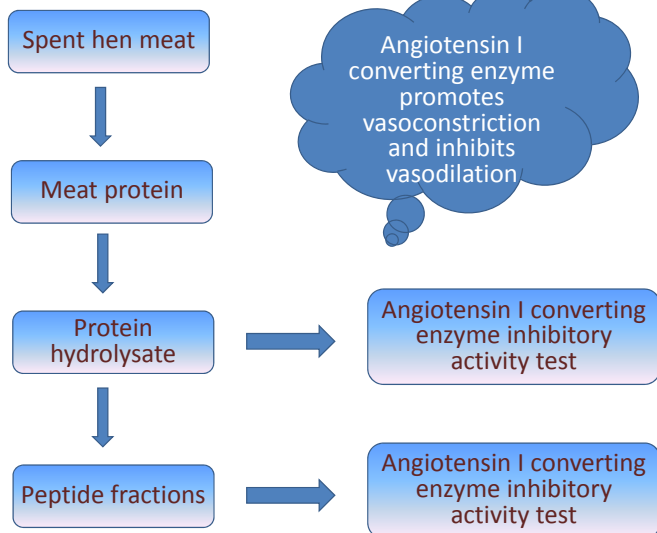 Spent hen meat
Angiotensin I
converting enzyme
promotes
vasoconstriction
and inhibits
vasodilation
Meat protein
Protein
hydrolysate
Angiotensin I converting
enzyme inhibitory
activity test
Peptide fractions
Angiotensin I converting
enzyme inhibitory
activity test